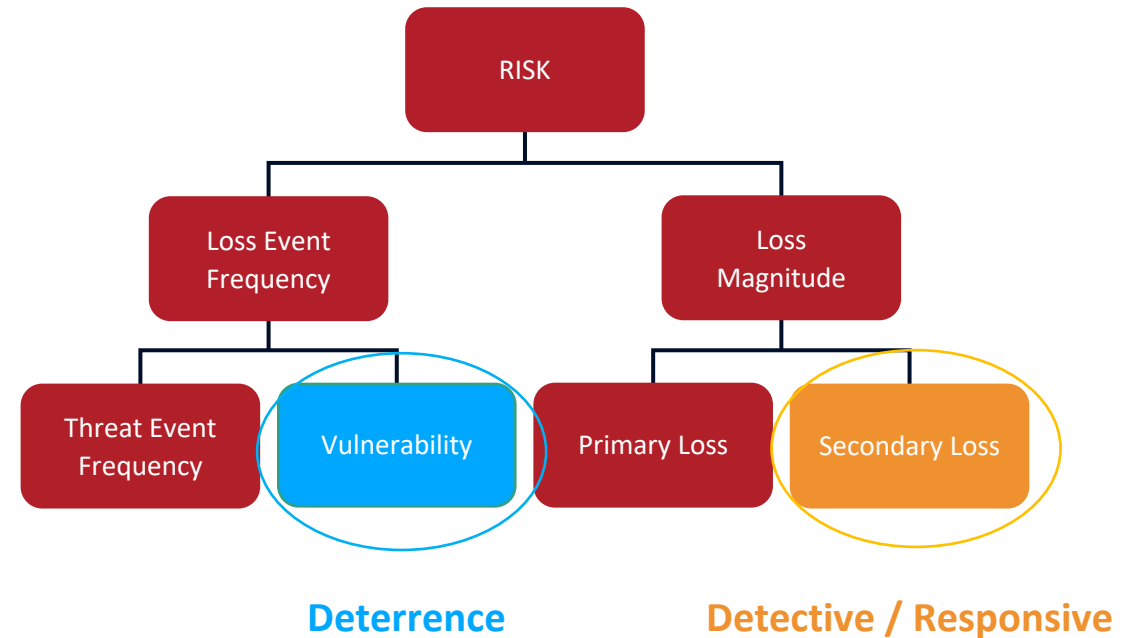 RISK
Loss Event
Frequency
Loss
Magnitude
Threat Event
Frequency
Vulnerability
Primary Loss
Secondary Loss
Deterrence
Detective / Responsive